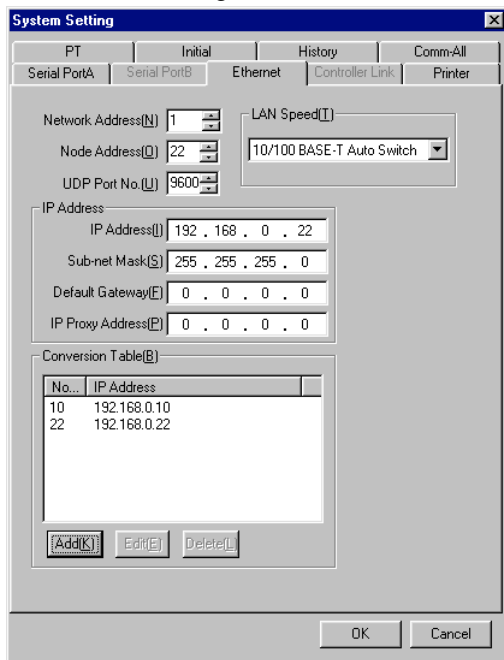 System Setting
PT Initial History Comm-All
Serial PortA Serial PortB Ethernet Controller Link Printer
Network Address(N) 1
Node Address(O) 22
UDP Port No.(U) 9600
LAN Speed(T)
10/100 BASE-T Auto Switch
IP Address
IP Address(I) 192 . 168 . 0 . 22
Sub-net Mask(S) 255 . 255 . 255 . 0
Default Gateway(F) 0 . 0 . 0 . 0
IP Proxy Address(P) 0 . 0 . 0 . 0
Conversion Table(B)
No... IP Address
10 192.168.0.10
22 192.168.0.22
Add(K) Edit(E) Delete(L)
OK Cancel